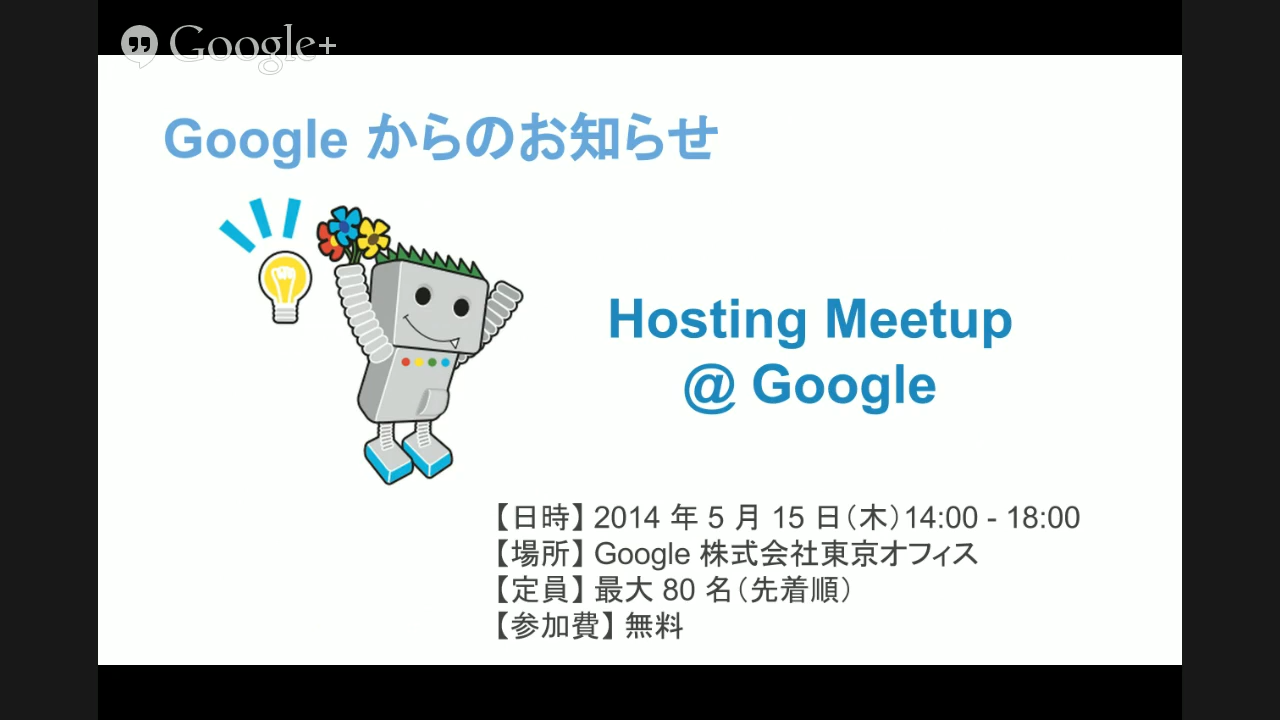 Google+
Google からのお知らせ
Hosting Meetup
@ Google
【日時】 2014 年 5 月 15 日（木）14:00 - 18:00
【場所】 Google 株式会社東京オフィス
【定員】 最大 80 名（先着順）
【参加費】 無料